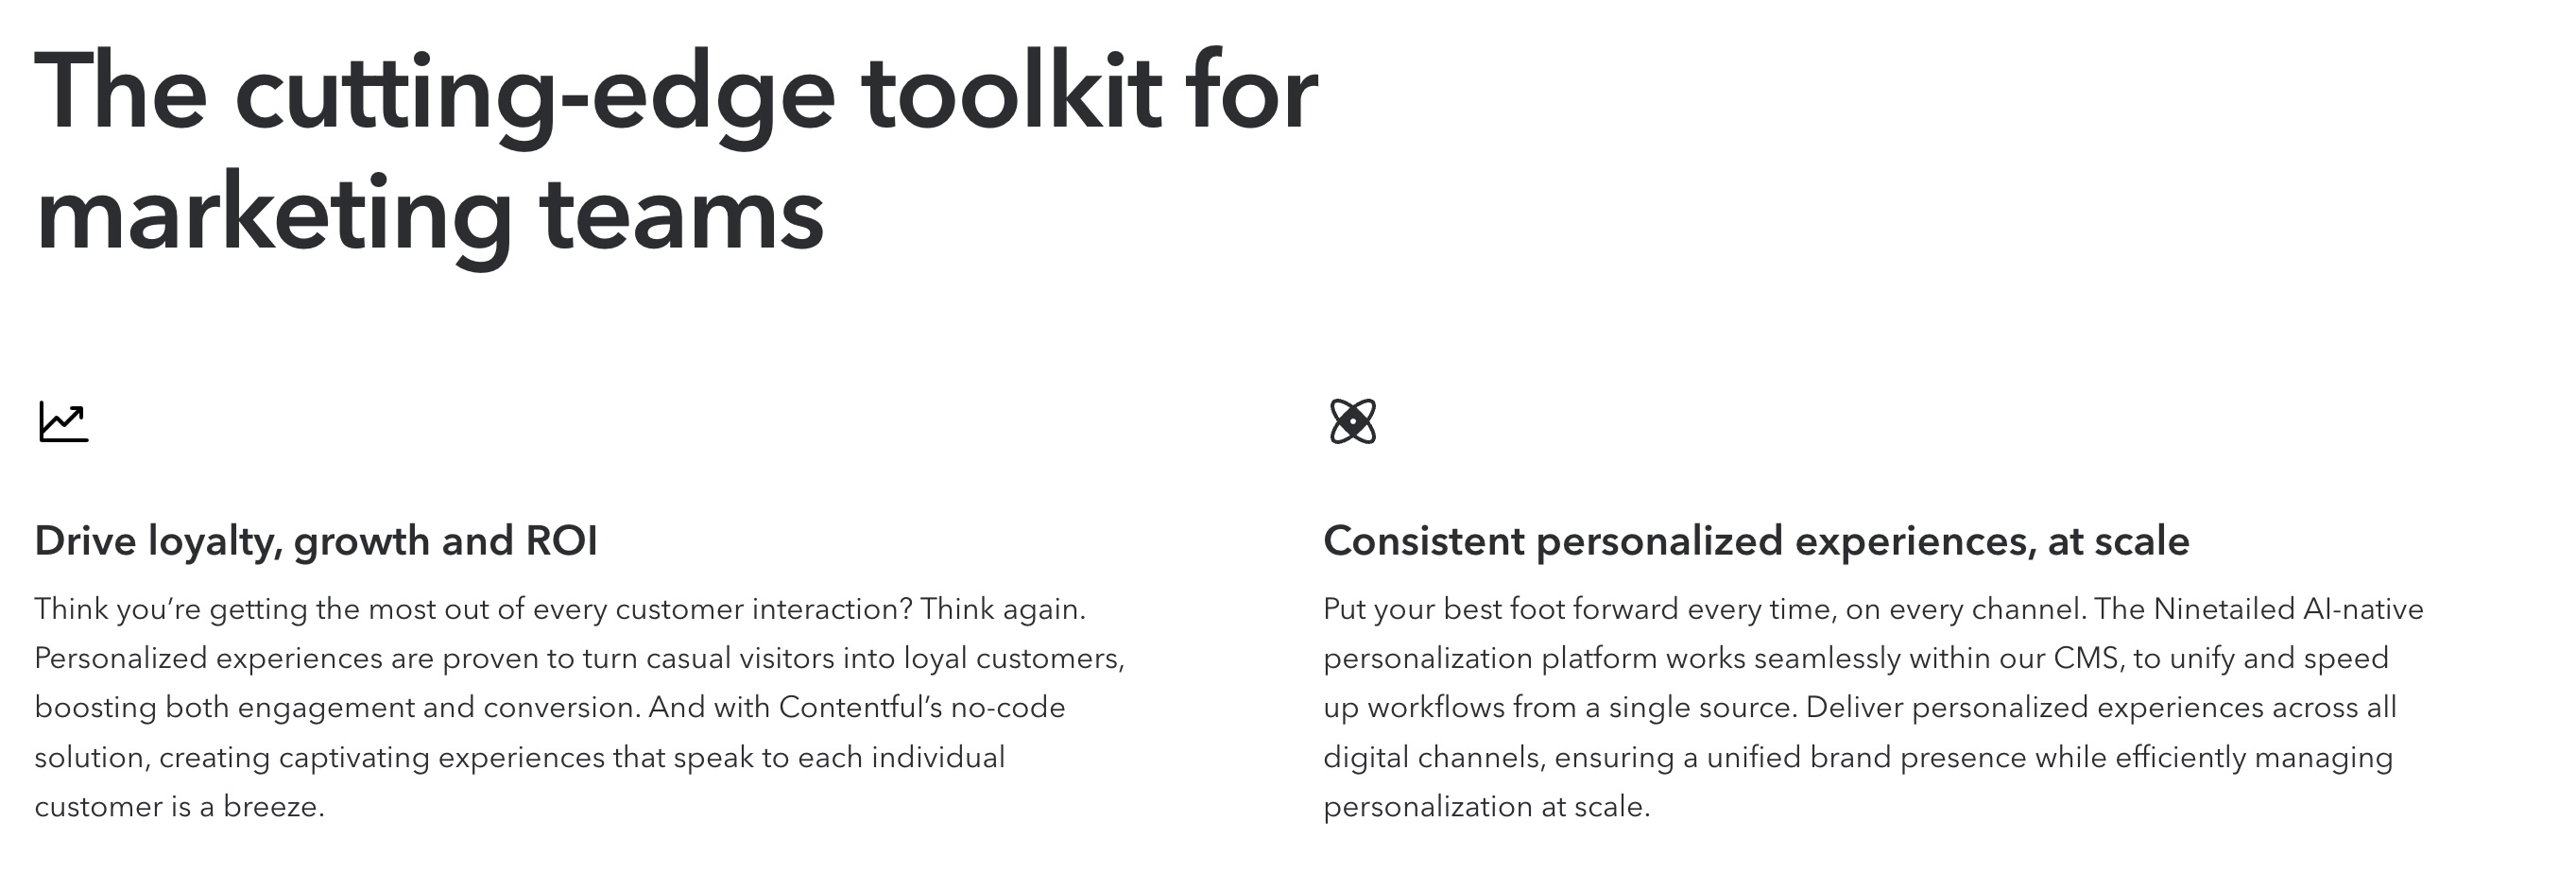 The cutting-edge toolkit for
marketing teams
Drive loyalty, growth and ROI
Think you’re getting the most out of every customer interaction? Think again.
Personalized experiences are proven to turn casual visitors into loyal customers,
boosting both engagement and conversion. And with Contentful’s no-code
solution, creating captivating experiences that speak to each individual
customer is a breeze.
Consistent personalized experiences, at scale
Put your best foot forward every time, on every channel. The Ninetailed AI-native
personalization platform works seamlessly within our CMS, to unify and speed
up workflows from a single source. Deliver personalized experiences across all
digital channels, ensuring a unified brand presence while efficiently managing
personalization at scale.